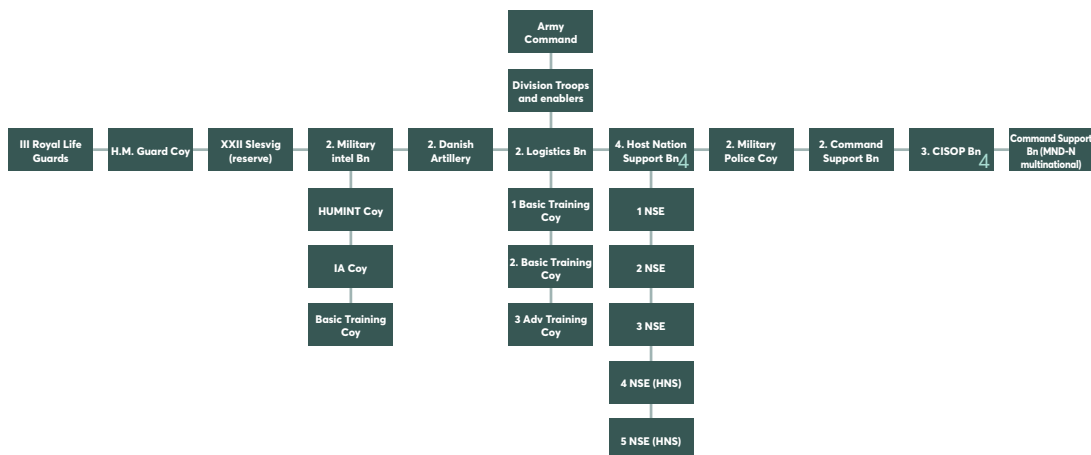 Army
Command
Division Troops
and enablers
III Royal Life
Guards
H.M. Guard Coy
XXII Slesvig
(reserve)
2. Military
intel Bn
2. Danish
Artillery
2. Logistics Bn
4. Host Nation
Support Bn
4
2. Military
Police Coy
2. Command
Support Bn
3. CISOP Bn
4
Command Support
Bn (MND-N
multinational)
HUMINT Coy
1 Basic Training
Coy
1 NSE
IA Coy
2. Basic Training
Coy
2 NSE
Basic Training
Coy
3 Adv Training
Coy
3 NSE
4 NSE (HNS)
5 NSE (HNS)